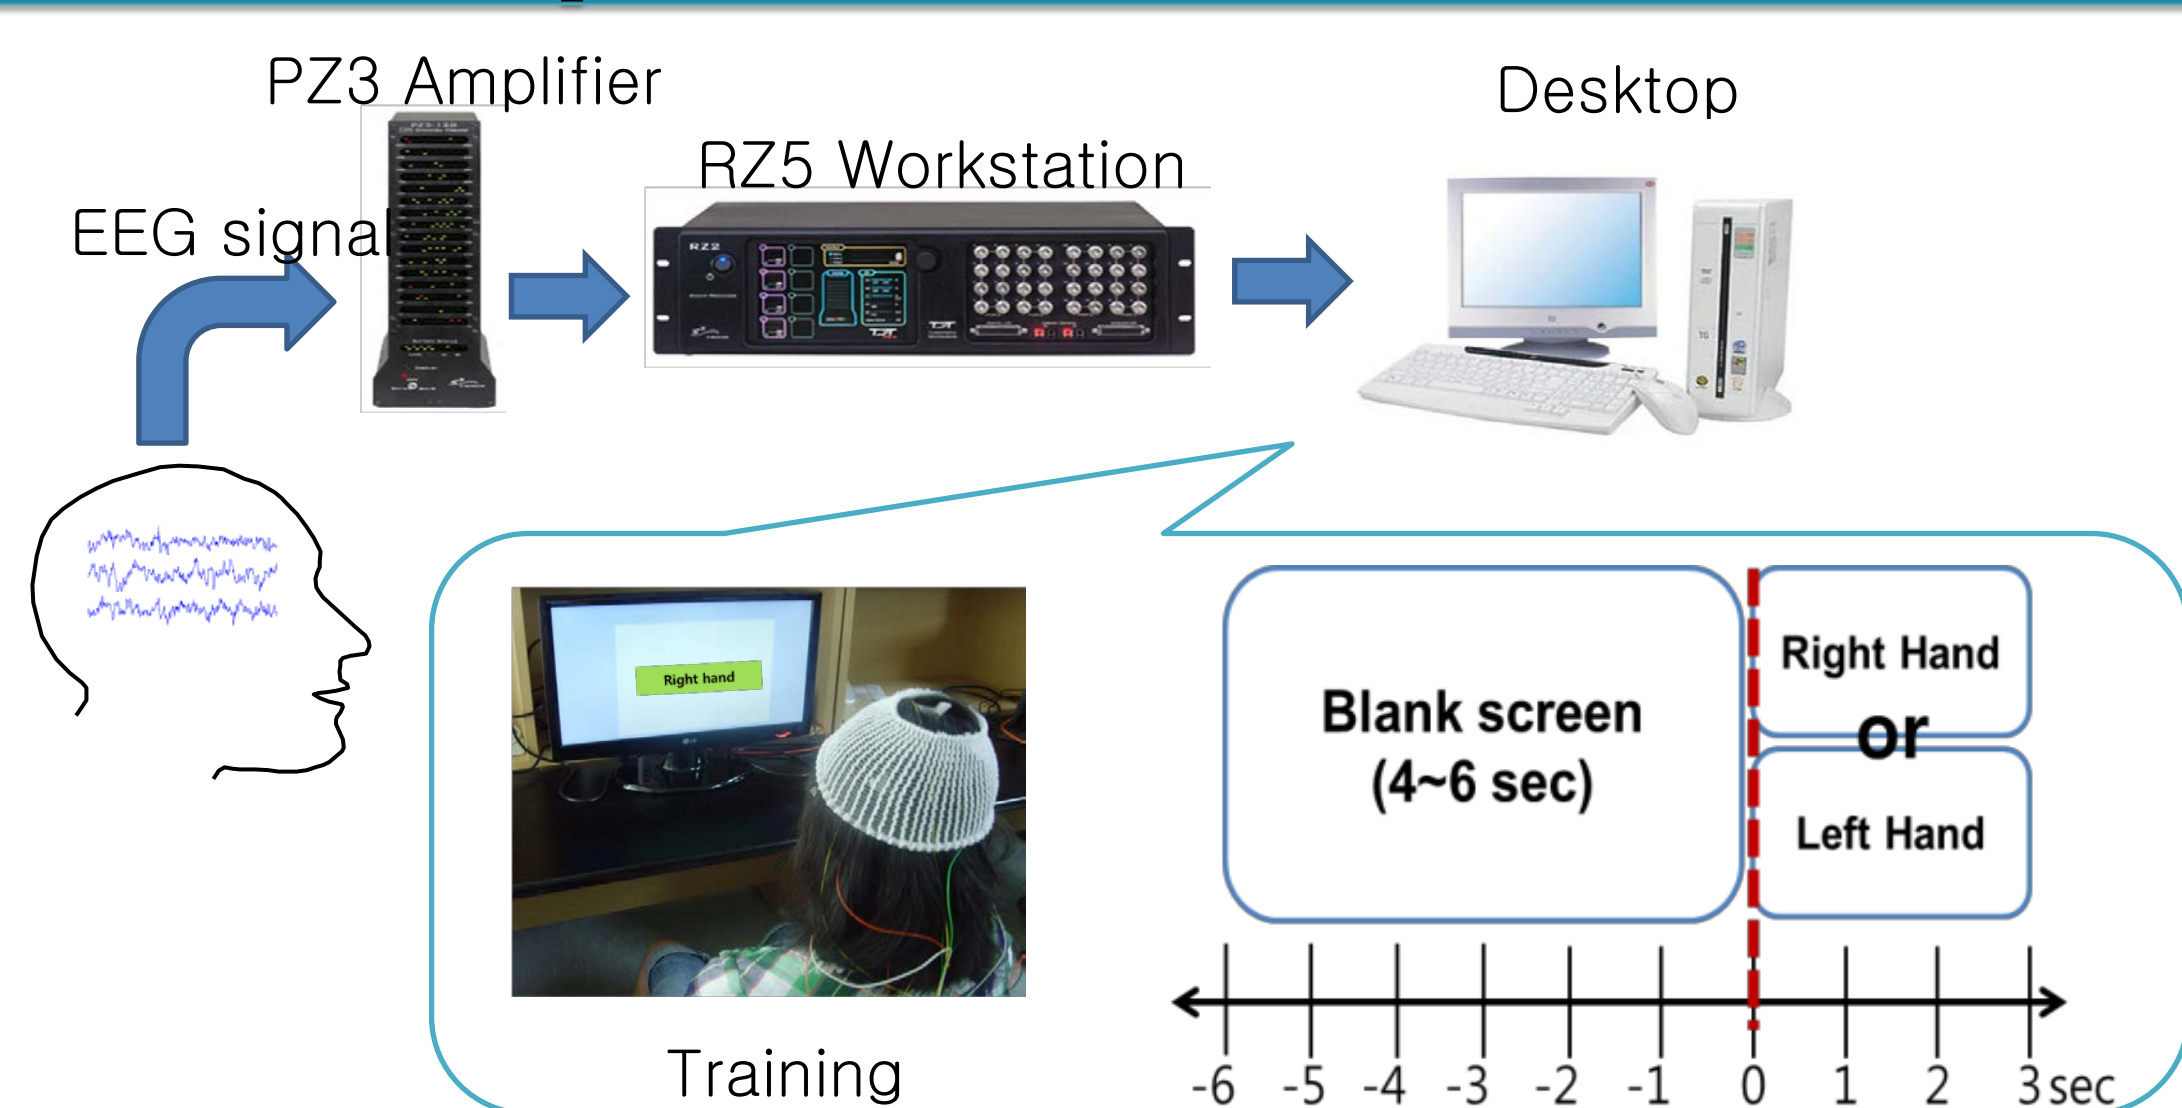 PZ3 Amplifier
Desktop
RZ5 Workstation
EEG signal
RZ2
TG
Right hand
Blank screen
(4~6 sec)
Right Hand
or
Left Hand
-6 -5 -4 -3 -2 -1 0 1 2 3 sec
Training